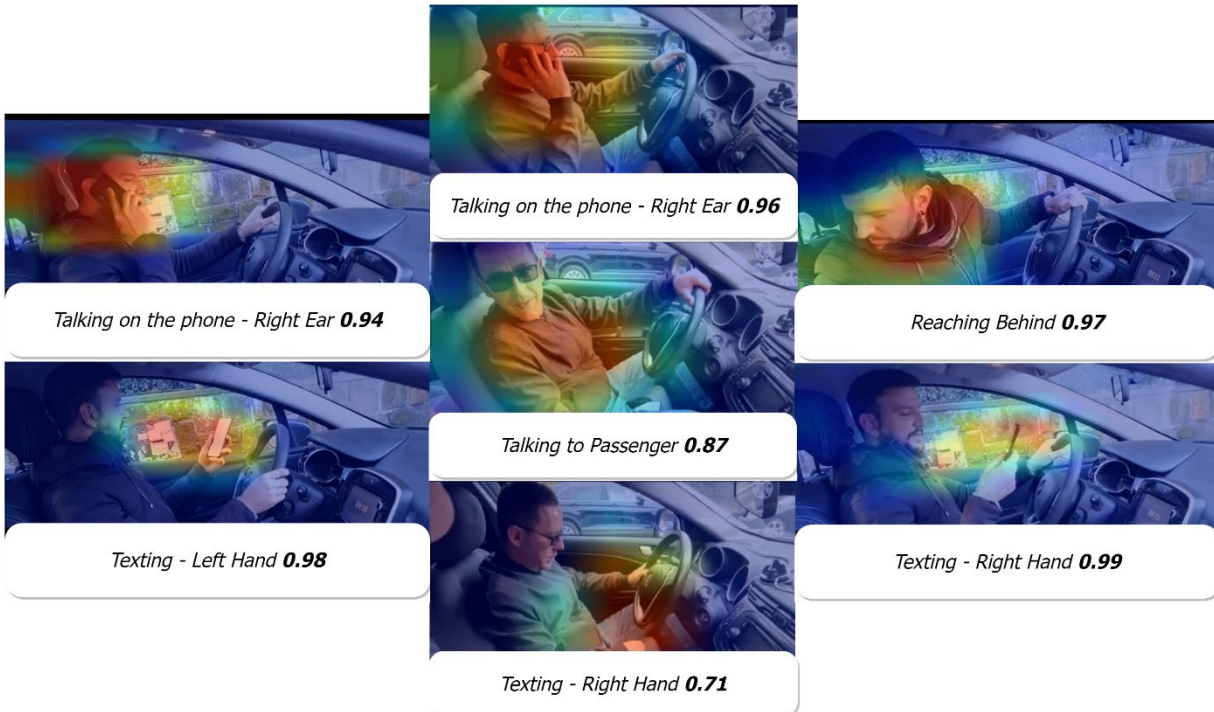 Talking on the phone - Right Ear 0.96
Talking on the phone - Right Ear 0.94
Reaching Behind 0.97
Talking to Passenger 0.87
Texting - Left Hand 0.98
Texting - Right Hand 0.99
Texting - Right Hand 0.71